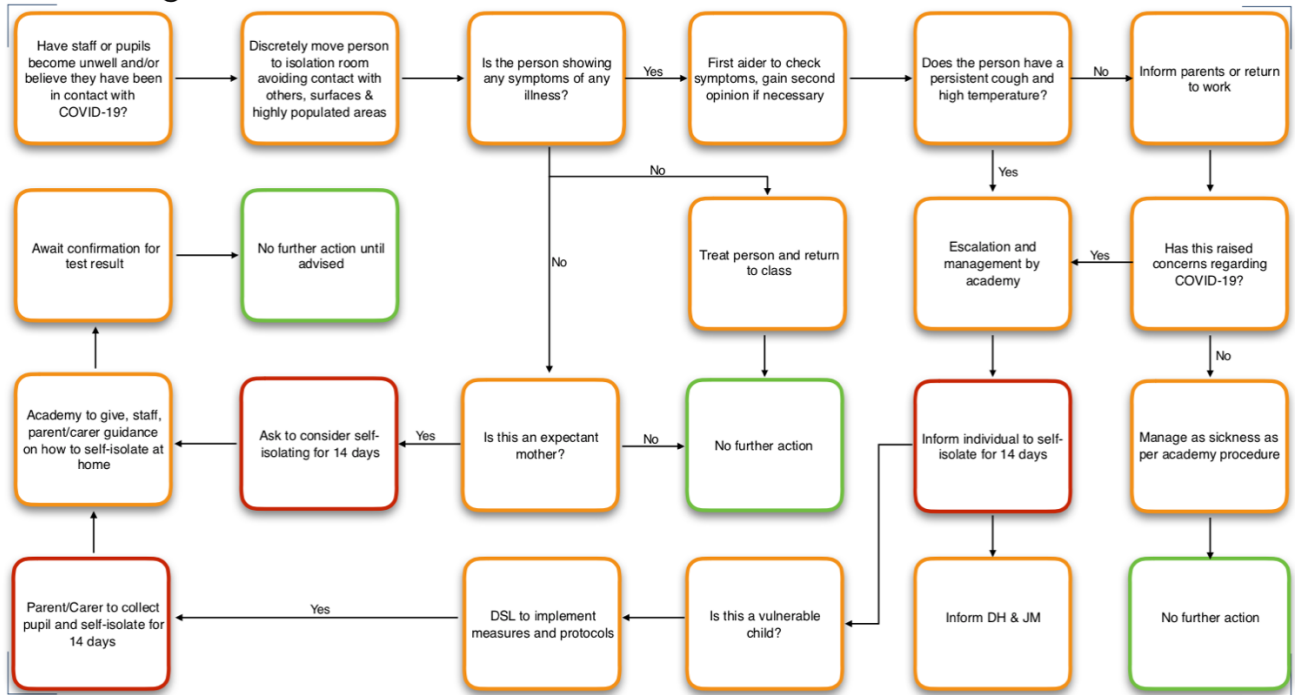 Have staff or pupils
become unwell and/or
believe they have been
in contact with
COVID-19?
Discretely move person
to isolation room
avoiding contact with
others, surfaces &
highly populated areas
Is the person showing
any symptoms of any
illness?
Yes
First aider to check
symptoms, gain second
opinion if necessary
Does the person have a
persistent cough and
high temperature?
No
Inform parents or return
to work
No
Yes
Await confirmation for
test result
No further action until
advised
No
Treat person and return
to class
Escalation and
management by
academy
Yes
Has this raised
concerns regarding
COVID-19?
No
Academy to give, staff,
parent/carer guidance
on how to self-isolate at
home
Ask to consider self-
isolating for 14 days
Yes
Is this an expectant
mother?
No
No further action
Inform individual to self-
isolate for 14 days
Manage as sickness as
per academy procedure
Parent/Carer to collect
pupil and self-isolate for
14 days
Yes
DSL to implement
measures and protocols
Is this a vulnerable
child?
Inform DH & JM
No further action